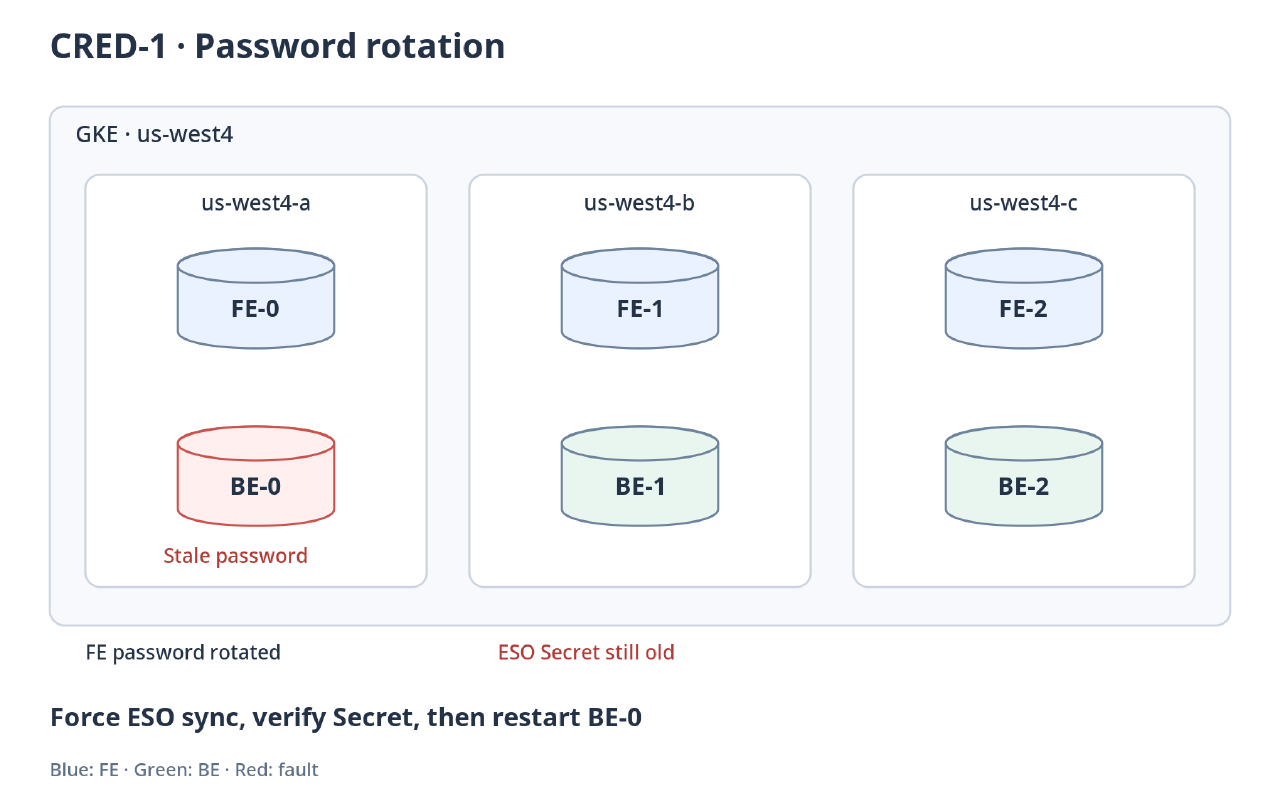 CRED-1 · Password rotation
GKE · us-west4
us-west4-a
us-west4-b
us-west4-c
FE-0
FE-1
FE-2
BE-0
BE-1
BE-2
Stale password
FE password rotated
ESO Secret still old
Force ESO sync, verify Secret, then restart BE-0
Blue: FE · Green: BE · Red: fault